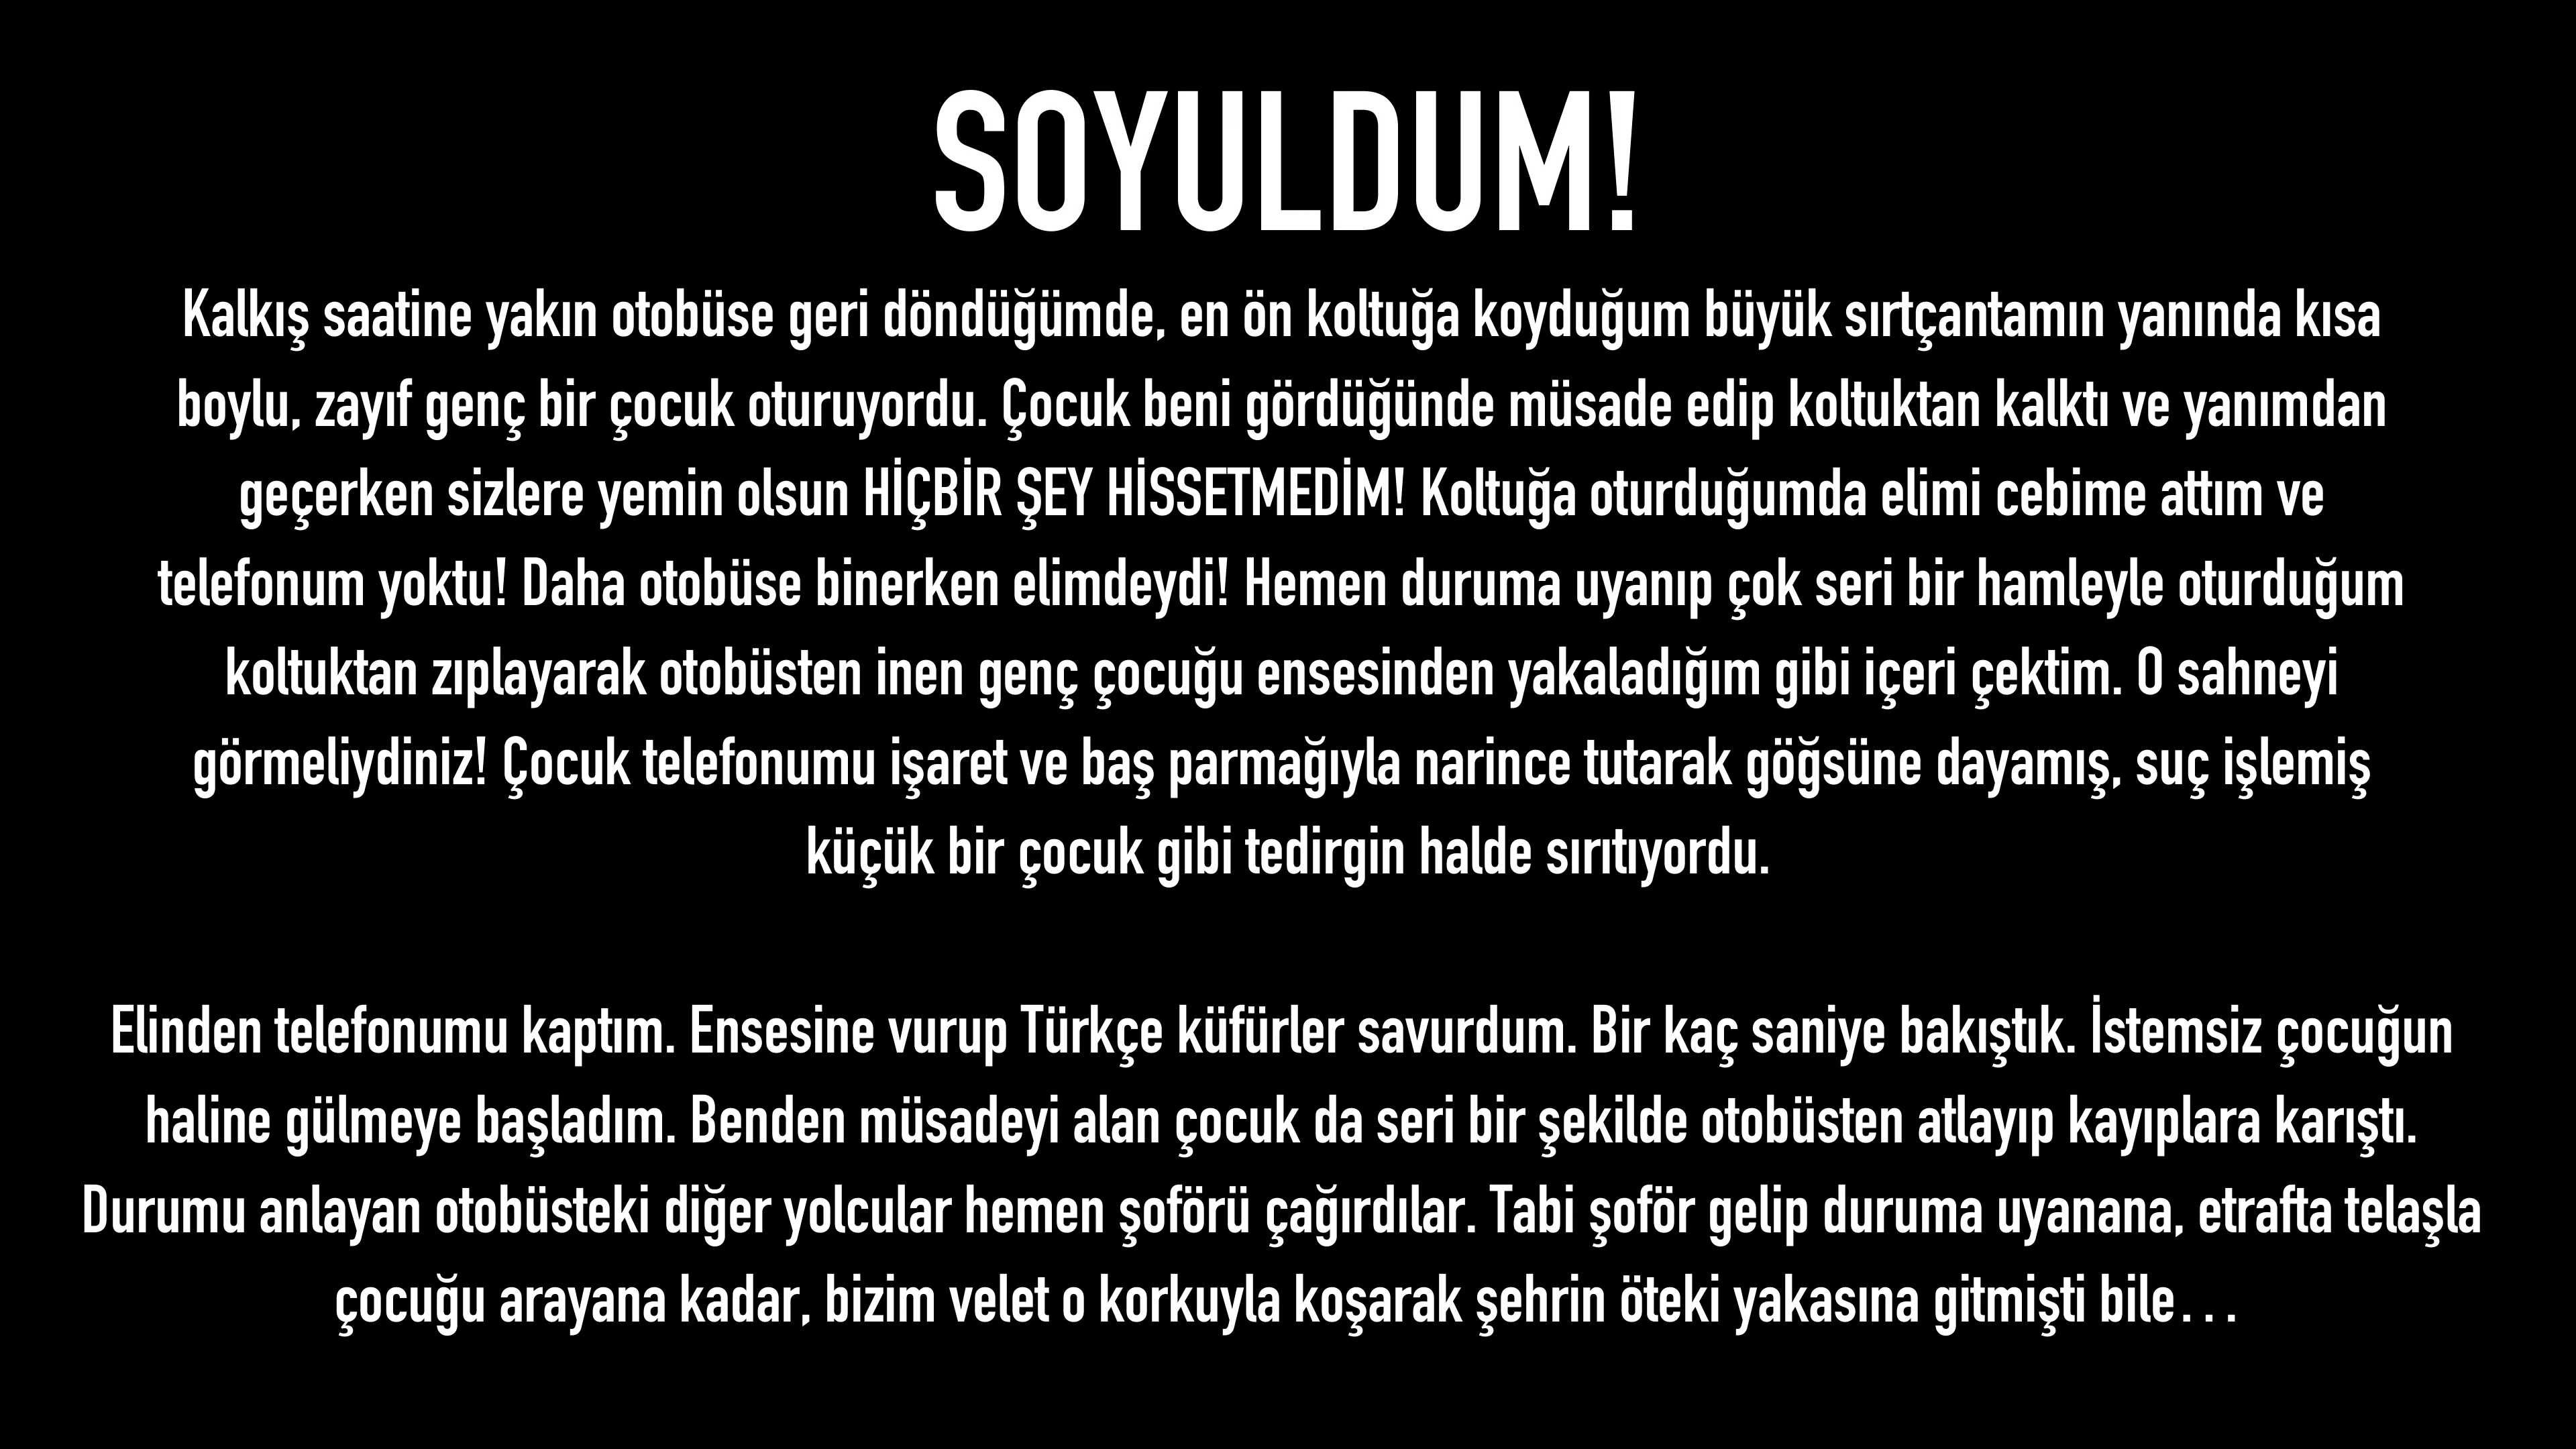 SOYULDUM!
Kalkış saatine yakın otobüse geri döndüğümde, en ön koltuğa koyduğum büyük sırtçantamın yanında kısa
boylu, zayıf genç bir çocuk oturuyordu. Çocuk beni gördüğünde müsade edip koltuktan kalktı ve yanımdan
geçerken sizlere yemin olsun HİÇBİR ŞEY HİSSETMEDİM! Koltuğa oturduğumda elimi cebime attım ve
telefonum yoktu! Daha otobüse binerken elimdeydi! Hemen duruma uyanıp çok seri bir hamleyle oturduğum
koltuktan zıplayarak otobüsten inen genç çocuğu ensesinden yakaladığım gibi içeri çektim. O sahneyi
görmeliydiniz! Çocuk telefonumu işaret ve baş parmağıyla narince tutarak göğsüne dayamış, suç işlemiş
küçük bir çocuk gibi tedirgin halde sırıtıyordu.
Elinden telefonumu kaptım. Ensesine vurup Türkçe küfürler savurdum. Bir kaç saniye bakıştık. İstemsiz çocuğun
haline gülmeye başladım. Benden müsadeyi alan çocuk da seri bir şekilde otobüsten atlayıp kayıplara karıştı.
Durumu anlayan otobüsteki diğer yolcular hemen şoförü çağırdılar. Tabi şoför gelip duruma uyanana, etrafta telaşla
çocuğu arayana kadar, bizim velet o korkuyla koşarak şehrin öteki yakasına gitmişti bile…